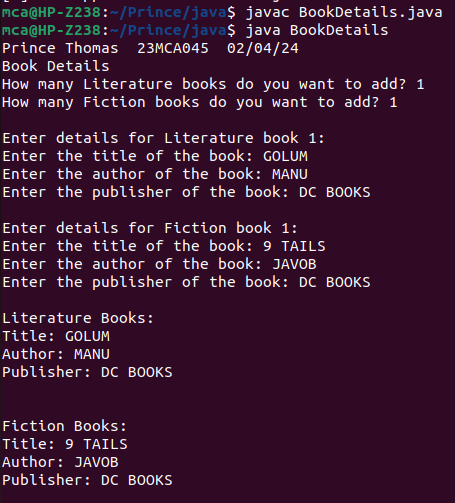 mca@HP-Z238:~/Prince/java$ javac BookDetails.java
mca@HP-Z238:~/Prince/java$ java BookDetails
Prince Thomas  23MCA045  02/04/24
Book Details
How many Literature books do you want to add? 1
How many Fiction books do you want to add? 1

Enter details for Literature book 1:
Enter the title of the book: GOLUM
Enter the author of the book: MANU
Enter the publisher of the book: DC BOOKS

Enter details for Fiction book 1:
Enter the title of the book: 9 TAILS
Enter the author of the book: JAVOB
Enter the publisher of the book: DC BOOKS

Literature Books:
Title: GOLUM
Author: MANU
Publisher: DC BOOKS

Fiction Books:
Title: 9 TAILS
Author: JAVOB
Publisher: DC BOOKS